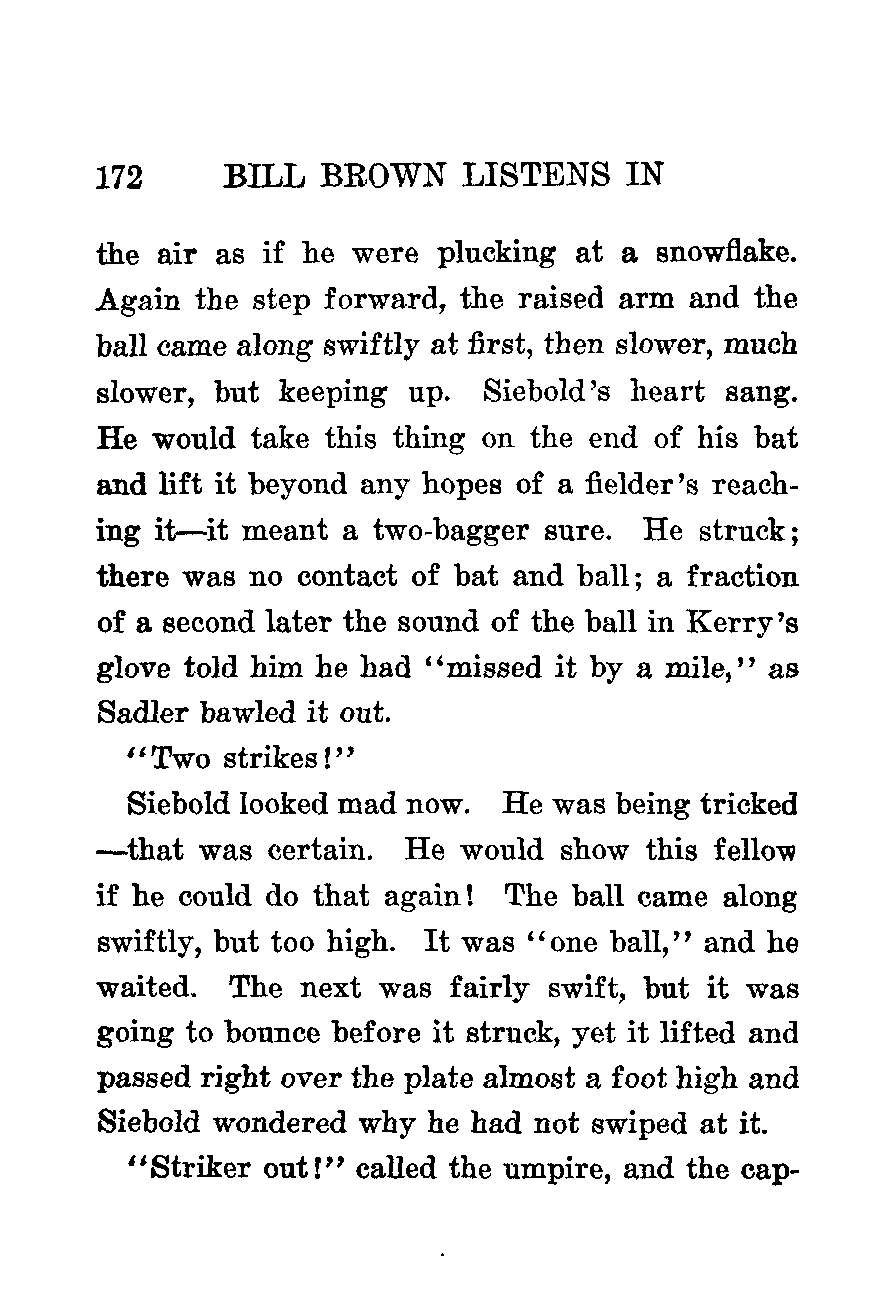 172 BILL BROWN LISTENS IN
the air as if he were plucking at a snowflake.
Again the step forward, the raised arm and the
ball came along swiftly at first, then slower, much
slower, but keeping up. Siebold's heart sang.
He would take this thing on the end of his bat
and lift it beyond any hopes of a fielder's reach-
ing it—it meant a two-bagger sure. He struck;
there was no contact of bat and ball; a fraction
of a second later the sound of the ball in Kerry's
glove told him he had "missed it by a mile," as
Sadler bawled it out.
"Two strikes!"
Siebold looked mad now. He was being tricked
—that was certain. He would show this fellow
if he could do that again! The ball came along
swiftly, but too high. It was "one ball," and he
waited. The next was fairly swift, but it was
going to bounce before it struck, yet it lifted and
passed right over the plate almost a foot high and
Siebold wondered why he had not swiped at it.
"Striker out!" called the umpire, and the cap-